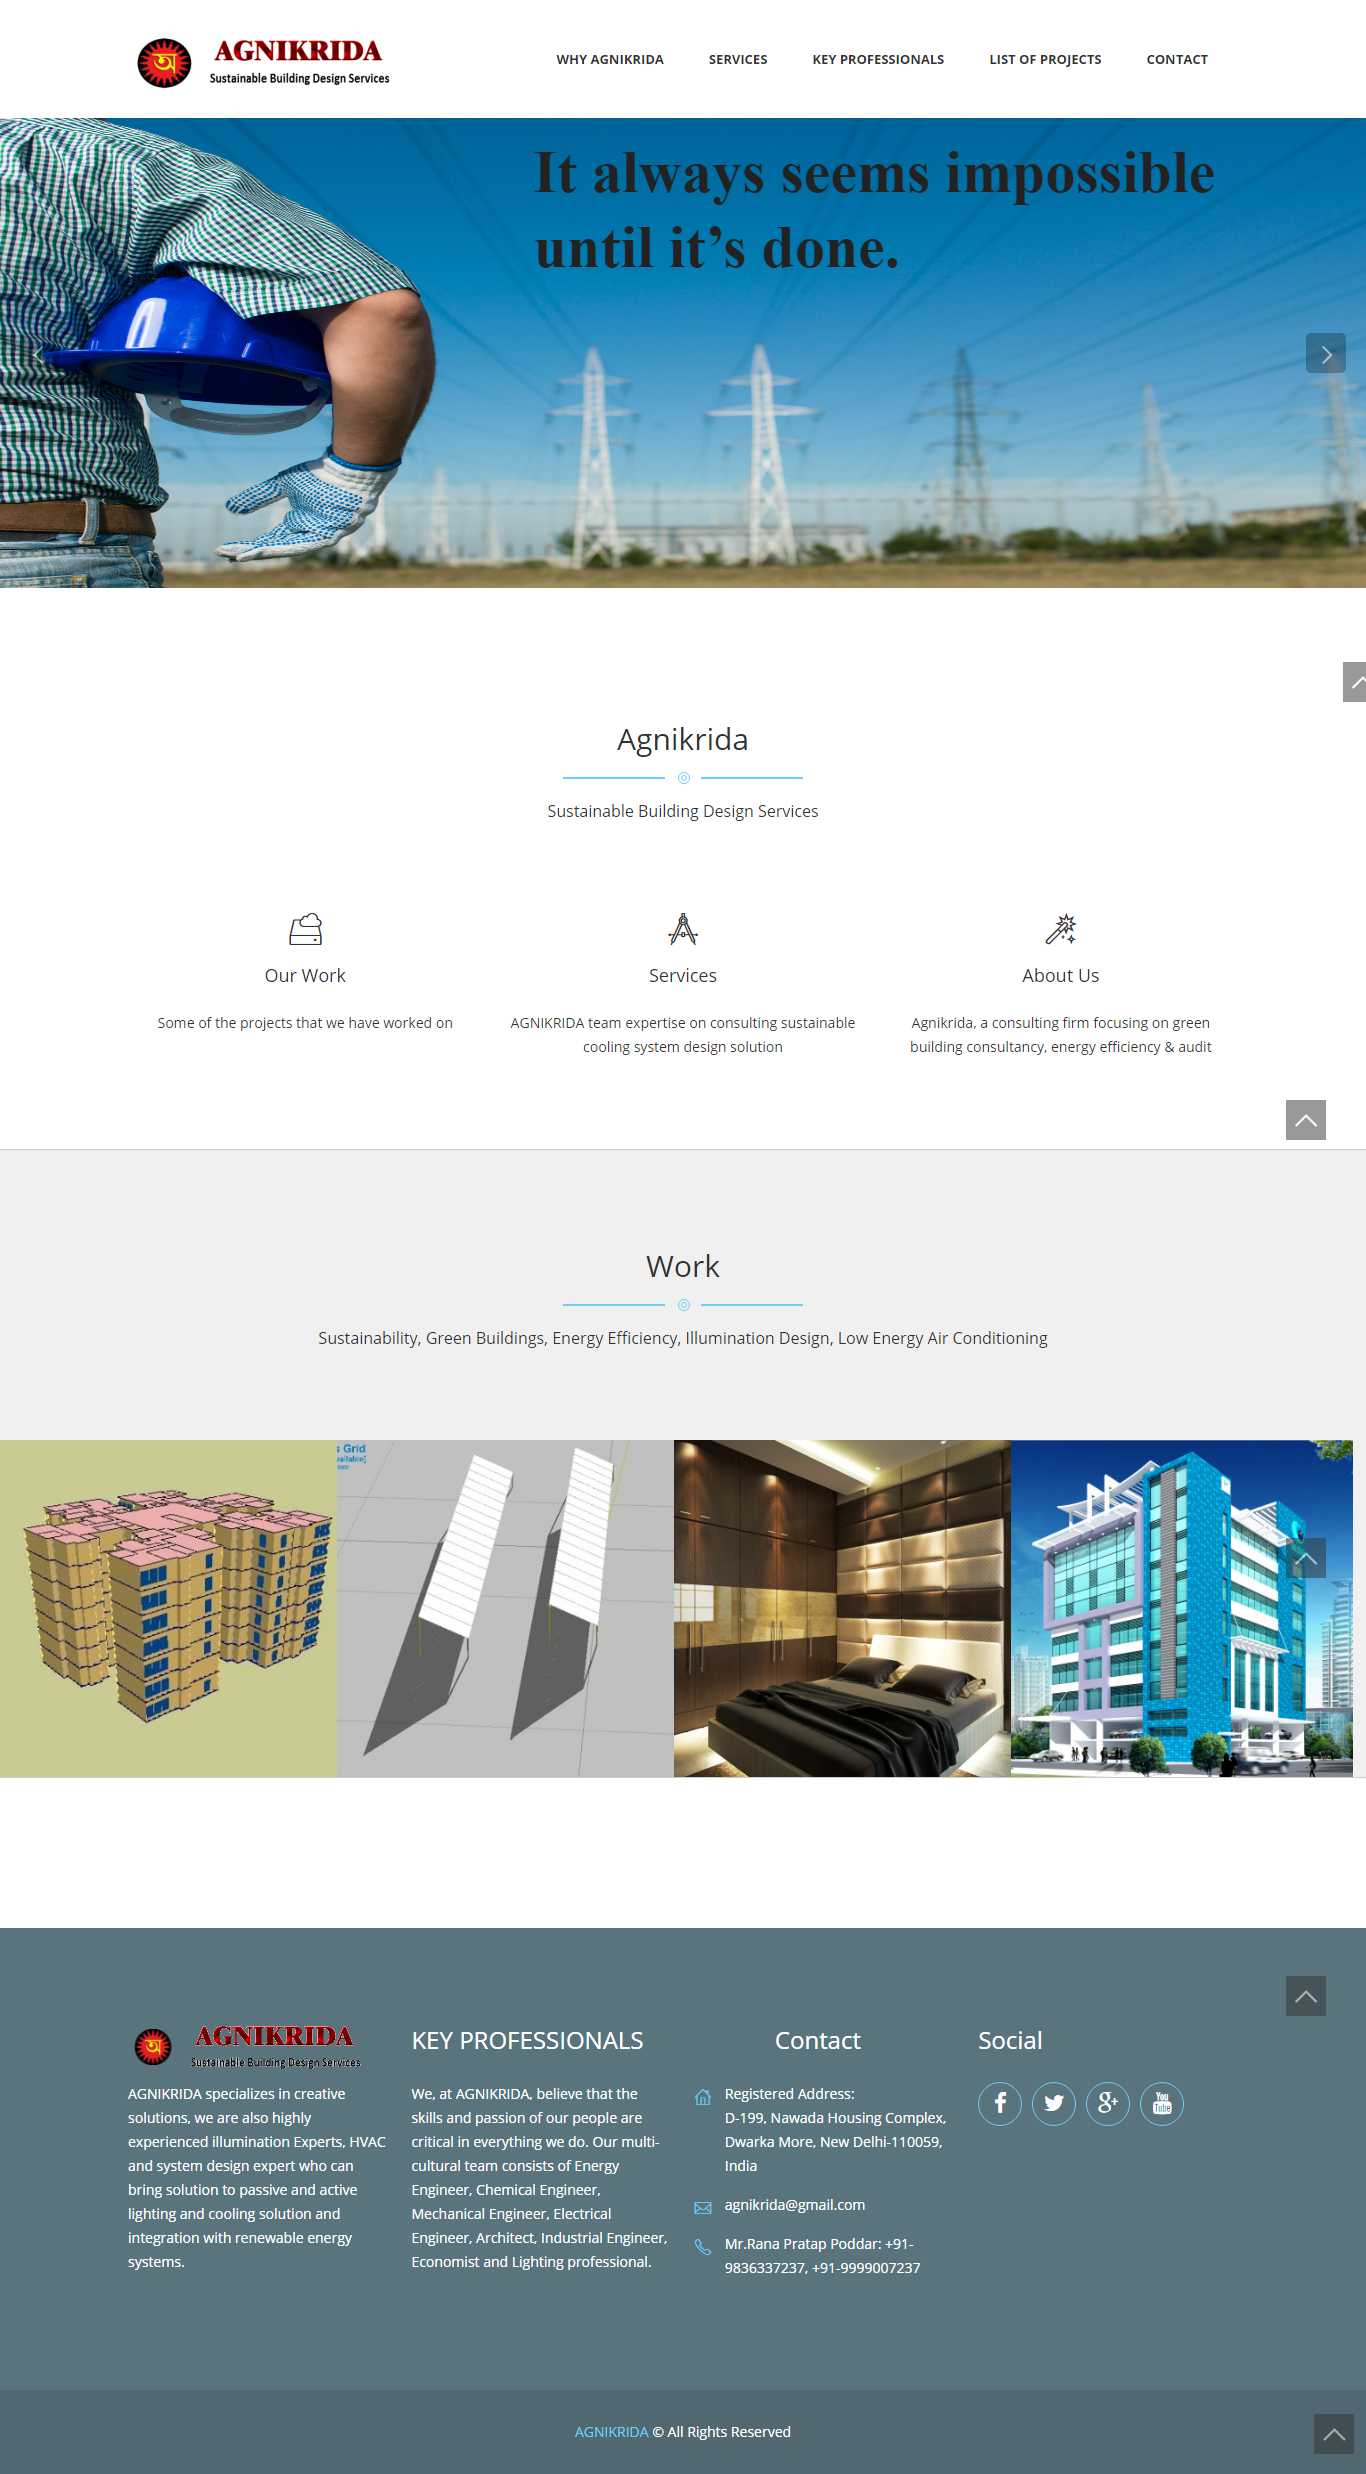 AGNIKRIDA
Sustainable Building Design Services
WHY AGNIKRIDA
SERVICES
KEY PROFESSIONALS
LIST OF PROJECTS
CONTACT
It always seems impossible
until it’s done.
Agnikrida
Sustainable Building Design Services
Our Work
Some of the projects that we have worked on
Services
AGNIKRIDA team expertise on consulting sustainable
cooling system design solution
About Us
Agnikrida, a consulting firm focusing on green
building consultancy, energy efficiency & audit
Work
Sustainability, Green Buildings, Energy Efficiency, Illumination Design, Low Energy Air Conditioning
Grid
AGNIKRIDA
Sustainable Building Design Services
AGNIKRIDA specializes in creative
solutions, we are also highly
experienced illumination Experts, HVAC
and system design expert who can
bring solution to passive and active
lighting and cooling solution and
integration with renewable energy
systems.
KEY PROFESSIONALS
We, at AGNIKRIDA, believe that the
skills and passion of our people are
critical in everything we do. Our multi-
cultural team consists of Energy
Engineer, Chemical Engineer,
Mechanical Engineer, Electrical
Engineer, Architect, Industrial Engineer,
Economist and Lighting professional.
Contact
Registered Address:
D-199, Nawada Housing Complex,
Dwarka More, New Delhi-110059,
India
agnikrida@gmail.com
Mr.Rana Pratap Poddar: +91-
9836337237, +91-9999007237
Social
You
Tube
AGNIKRIDA © All Rights Reserved